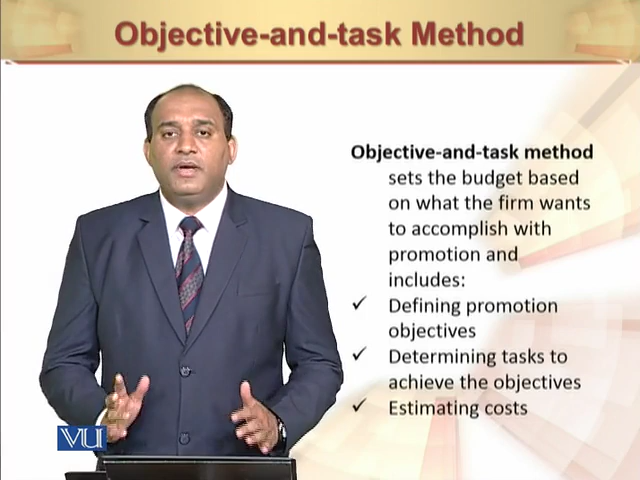 Objective-and-task Method
Objective-and-task method
sets the budget based
on what the firm wants
to accomplish with
promotion and
includes:
✓ Defining promotion
objectives
✓ Determining tasks to
achieve the objectives
✓ Estimating costs
VU